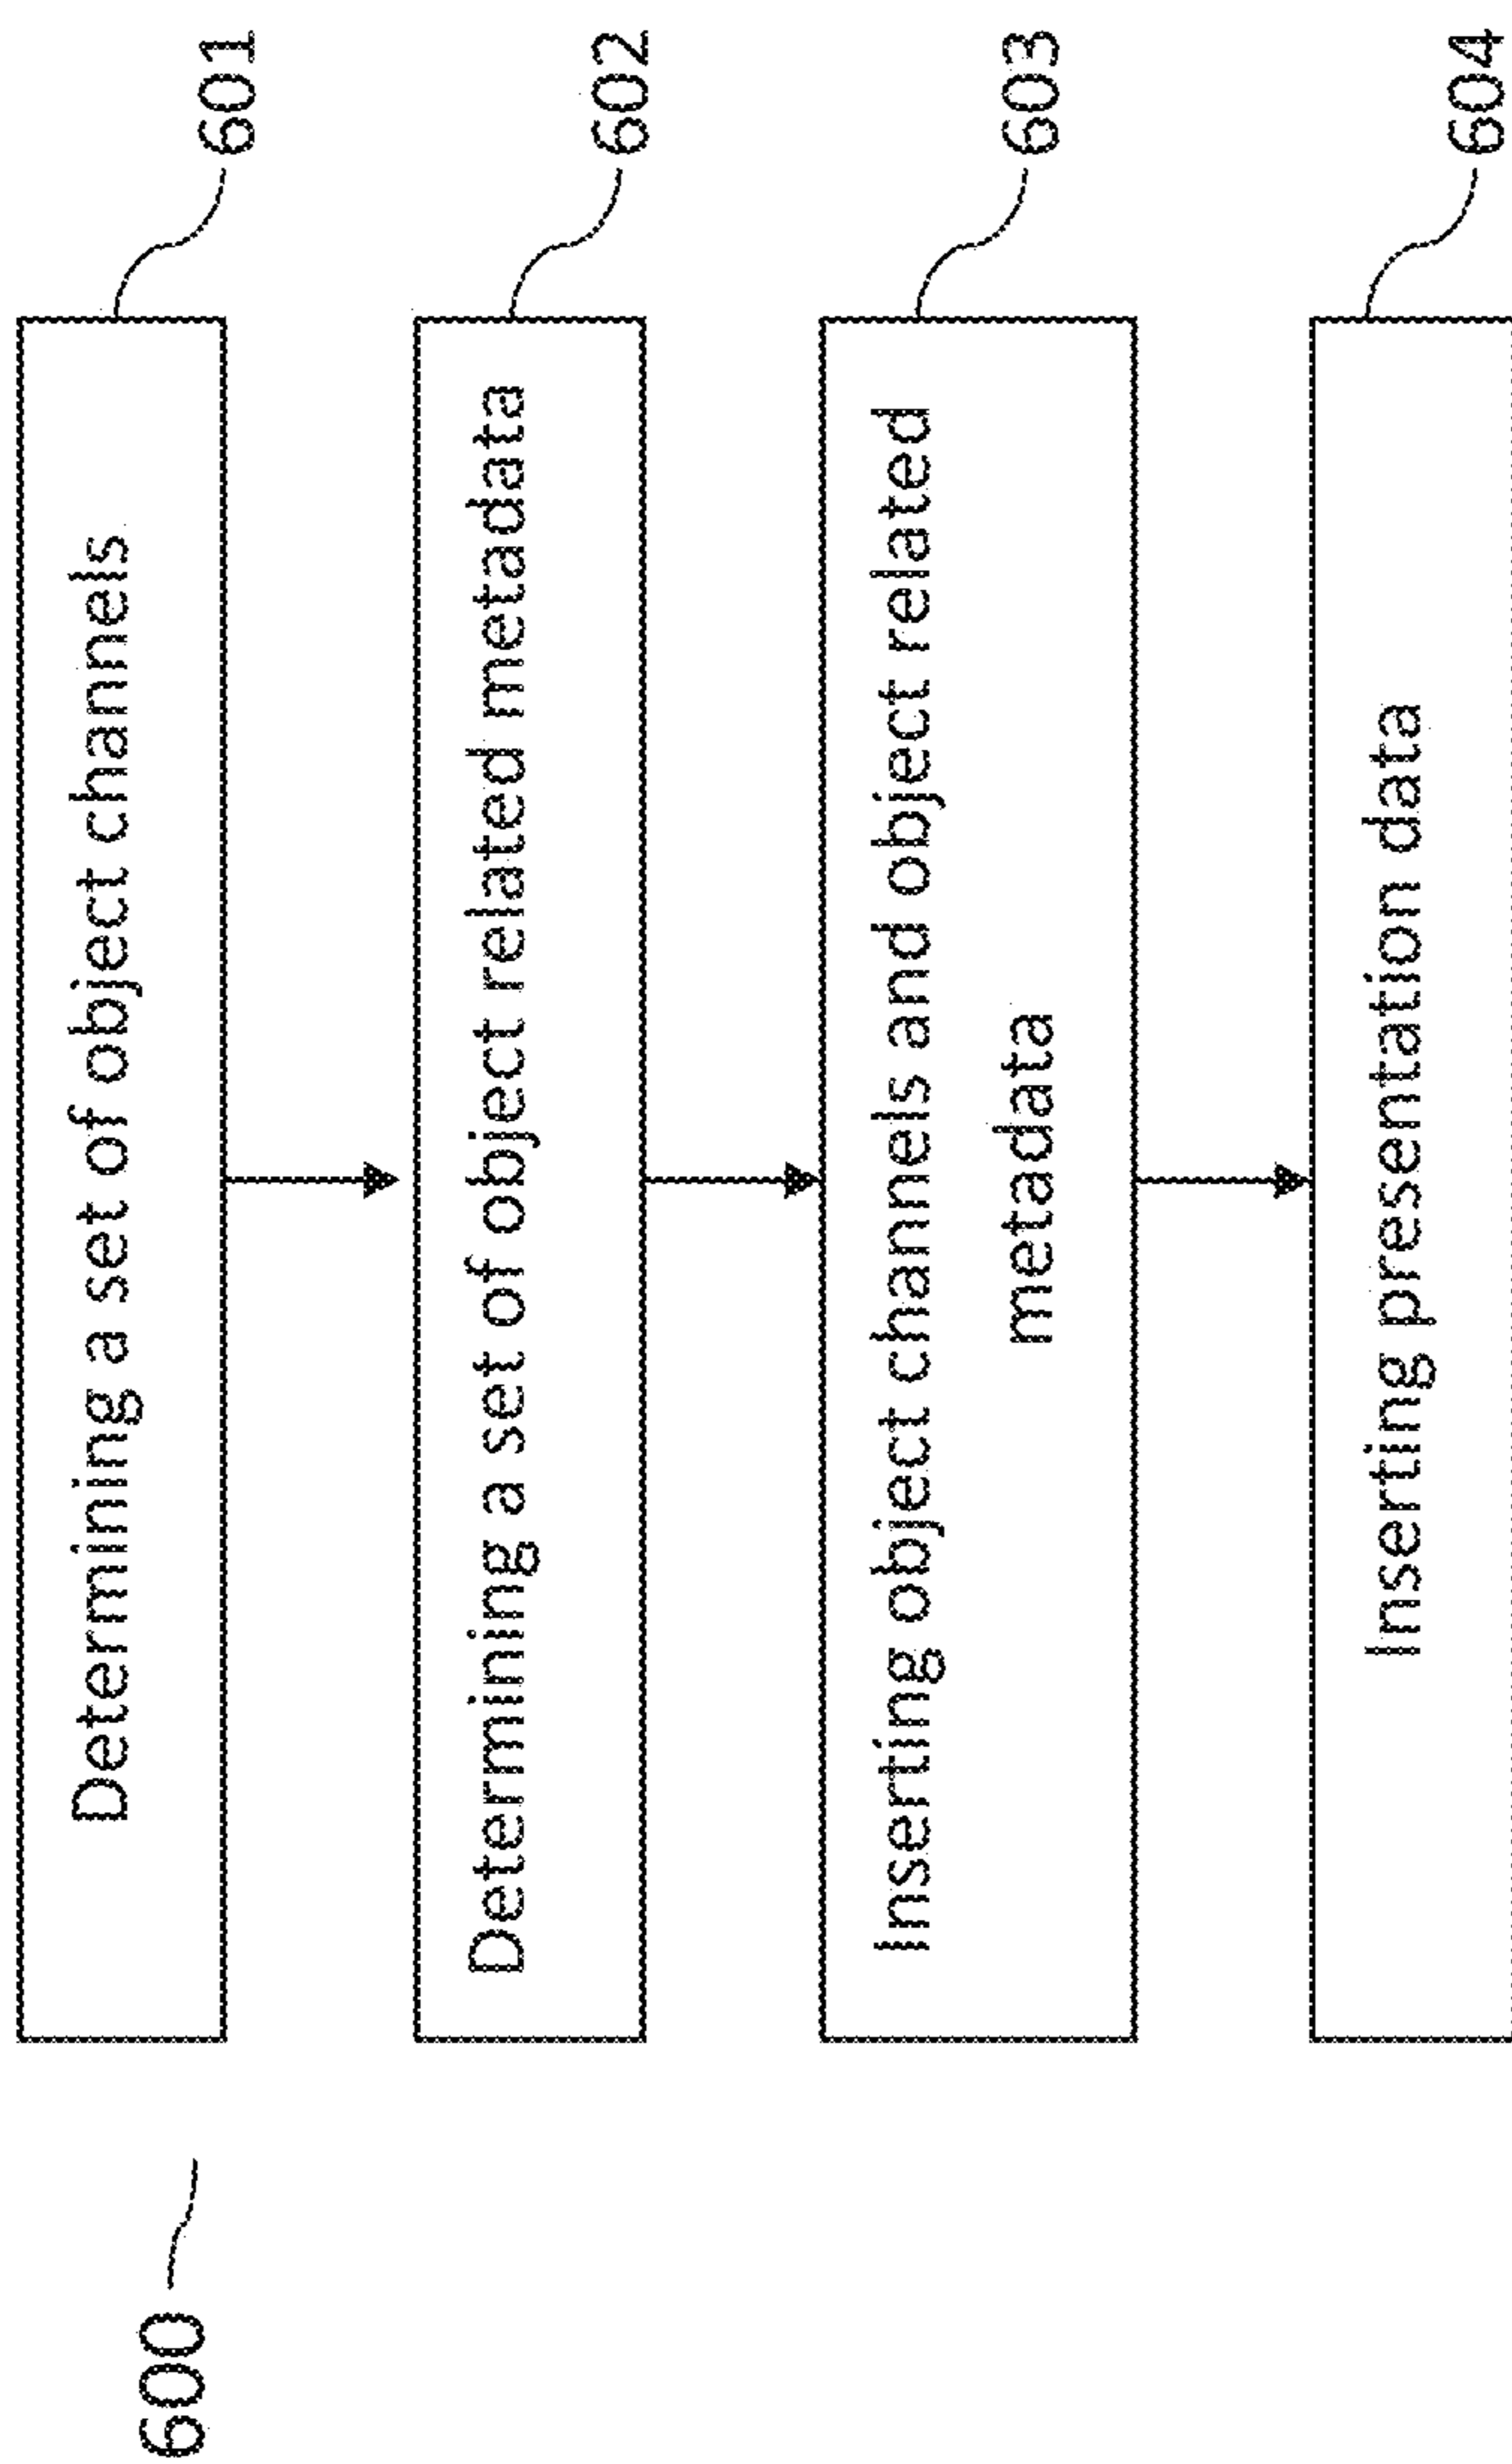 600
Determining a set of object channels
601
Determining a set of object related metadata
602
Inserting object channels and object related
metadata
603
Inserting presentation data
604